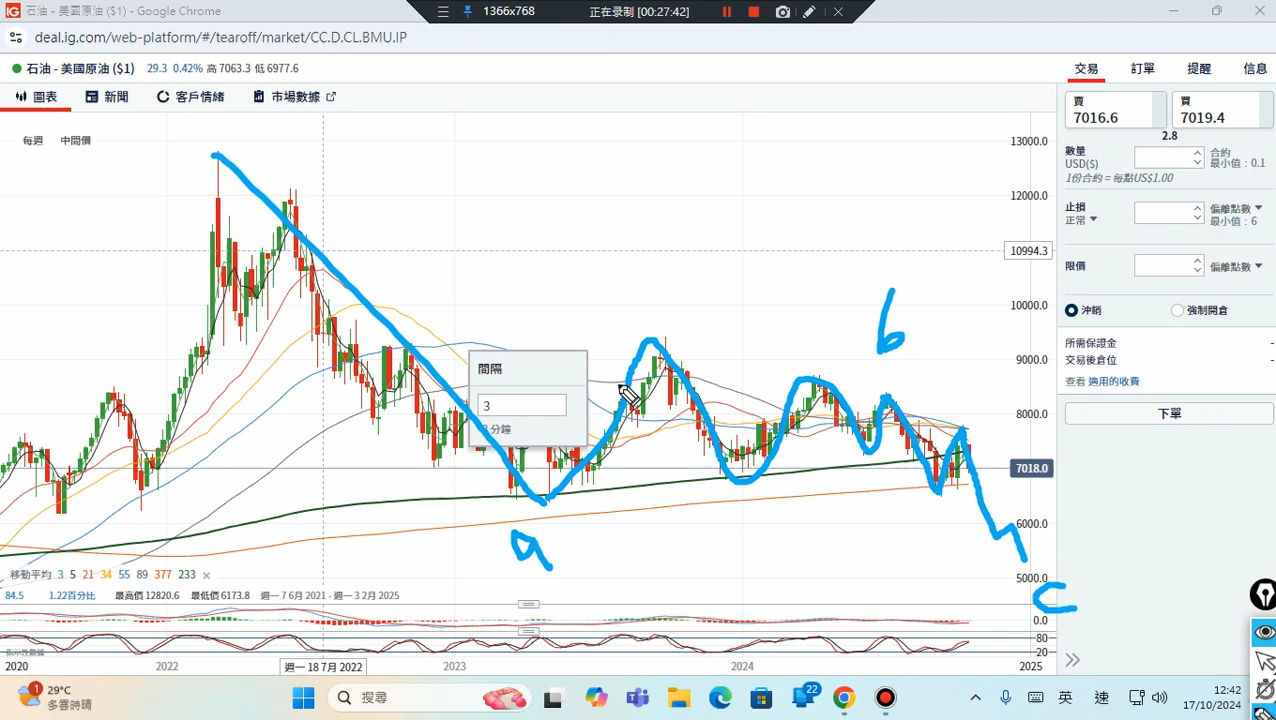 石油 - 美國原油 ($1) - Google Chrome
1366x768
正在录制 [00:27:42]
deal.ig.com/web-platform/#/tearoff/market/CC.D.CL.BMU.IP
石油 - 美國原油 ($1) 29.3 0.42% 高 7063.3 低 6977.6
交易 訂單 提醒 信息
圖表 新聞 客戶情緒 市場數據
每週 中間價
賣 7016.6
買 7019.4
2.8
數量
USD($)
合約
最小值：0.1
1份合約 = 每點US$1.00
止損
正常
偏離點數
最小值：6
限價
偏離點數
沖銷 強制開倉
所需保證金 -
交易後倉位 -
查看 適用的收費
下單
13000.0
12000.0
10994.3
10000.0
9000.0
8000.0
7018.0
6000.0
5000.0
0.0
80
20
間隔
3
3 分鐘
a
b
c
移動平均 3 5 21 34 55 89 377 233
84.5 1.22百分比 最高價 12820.6 最低價 6173.8 週一 7 6月 2021 - 週一 3 2月 2025
2020 2022 週一 18 7月 2022 2023 2024 2025
1
29°C
多雲時晴
搜尋
22
英
速
12:42
17/10/2024